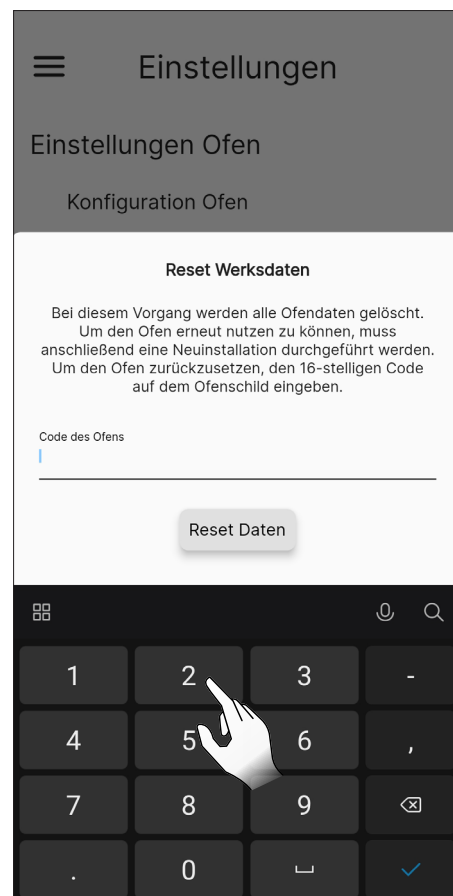 Einstellungen
Einstellungen Ofen
Konfiguration Ofen
Reset Werksdaten
Bei diesem Vorgang werden alle Ofendaten gelöscht.
Um den Ofen erneut nutzen zu können, muss
anschließend eine Neuinstallation durchgeführt werden.
Um den Ofen zurückzusetzen, den 16-stelligen Code
auf dem Ofenschild eingeben.
Code des Ofens
Reset Daten
1 2 3 -
4 5 6 ,
7 8 9
. 0